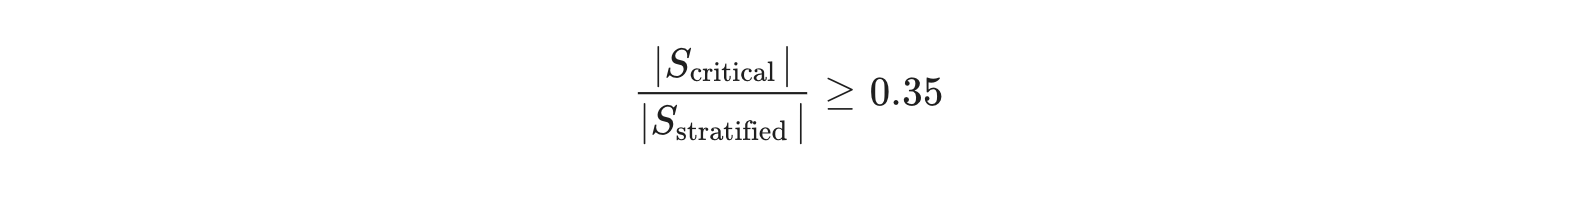 |S_critical| / |S_stratified| ≥ 0.35